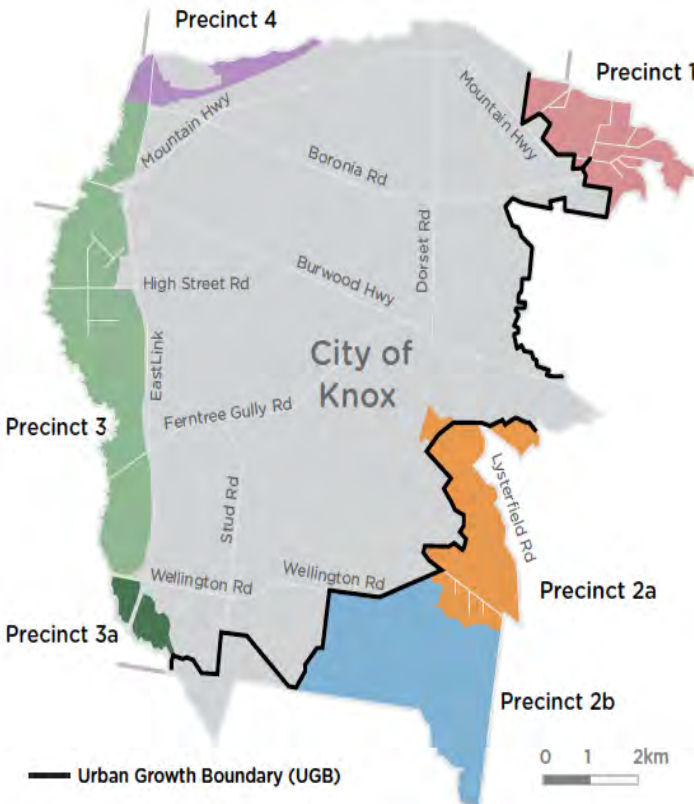 Precinct 4
Precinct 1
Mountain Hwy
Mountain Hwy
Boronia Rd
Dorset Rd
High Street Rd
Burwood Hwy
EastLink
City of
Knox
Precinct 3
Ferntree Gully Rd
Lysterfield Rd
Stud Rd
Wellington Rd
Wellington Rd
Precinct 2a
Precinct 3a
Precinct 2b
Urban Growth Boundary (UGB)
0 1 2km